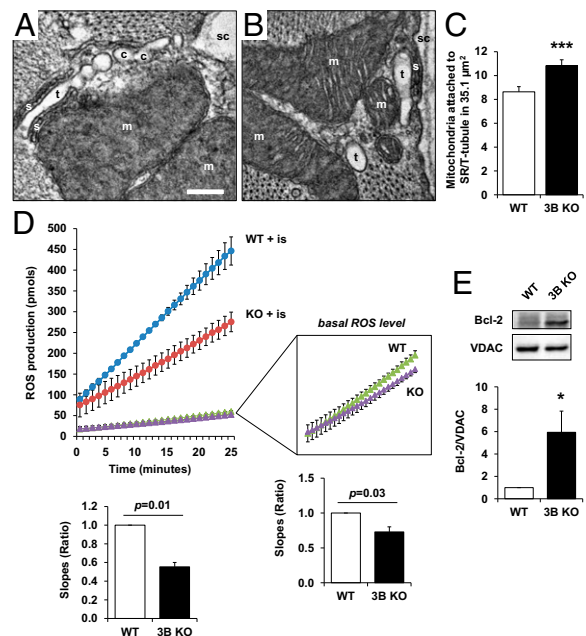 A
c
c
sc
s
t
s
m
m
B
sc
m
t
s
m
m
t
C
Mitochondria attached to
SR/T-tubule in 35.1 µm²
14
12
10
8
6
4
2
0
***
WT
3B KO
D
ROS production (pmols)
500
450
400
350
300
250
200
150
100
50
0
WT + is
KO + is
0
5
10
15
20
25
Time (minutes)
basal ROS level
WT
KO
Slopes (Ratio)
1.2
1.0
0.8
0.6
0.4
0.2
0.0
p=0.01
WT
3B KO
Slopes (Ratio)
1.5
1.0
0.5
0.0
p=0.03
WT
3B KO
E
WT
3B KO
Bcl-2
VDAC
Bcl-2/VDAC
10
8
6
4
2
0
*
WT
3B KO